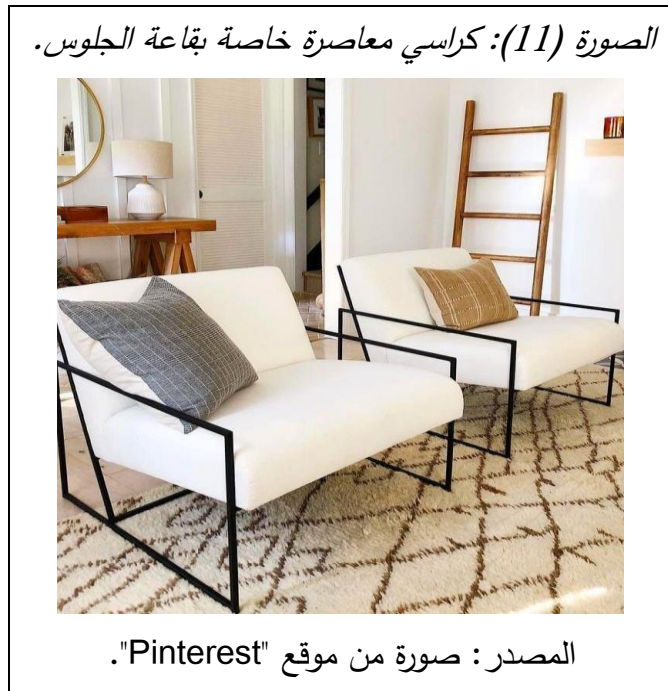 الصورة (11): كراسي معاصرة خاصة بقاعة الجلوس.
المصدر: صورة من موقع "Pinterest".